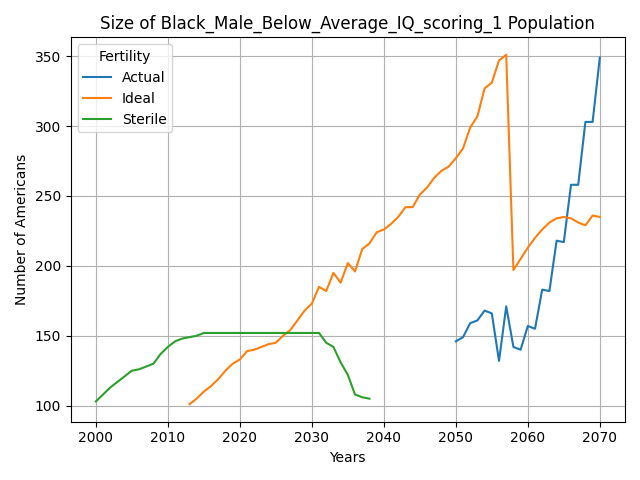 Size of Black_Male_Below_Average_IQ_scoring_1 Population
Fertility
Actual
Ideal
Sterile
Number of Americans
350
300
250
200
150
100
2000 2010 2020 2030 2040 2050 2060 2070
Years